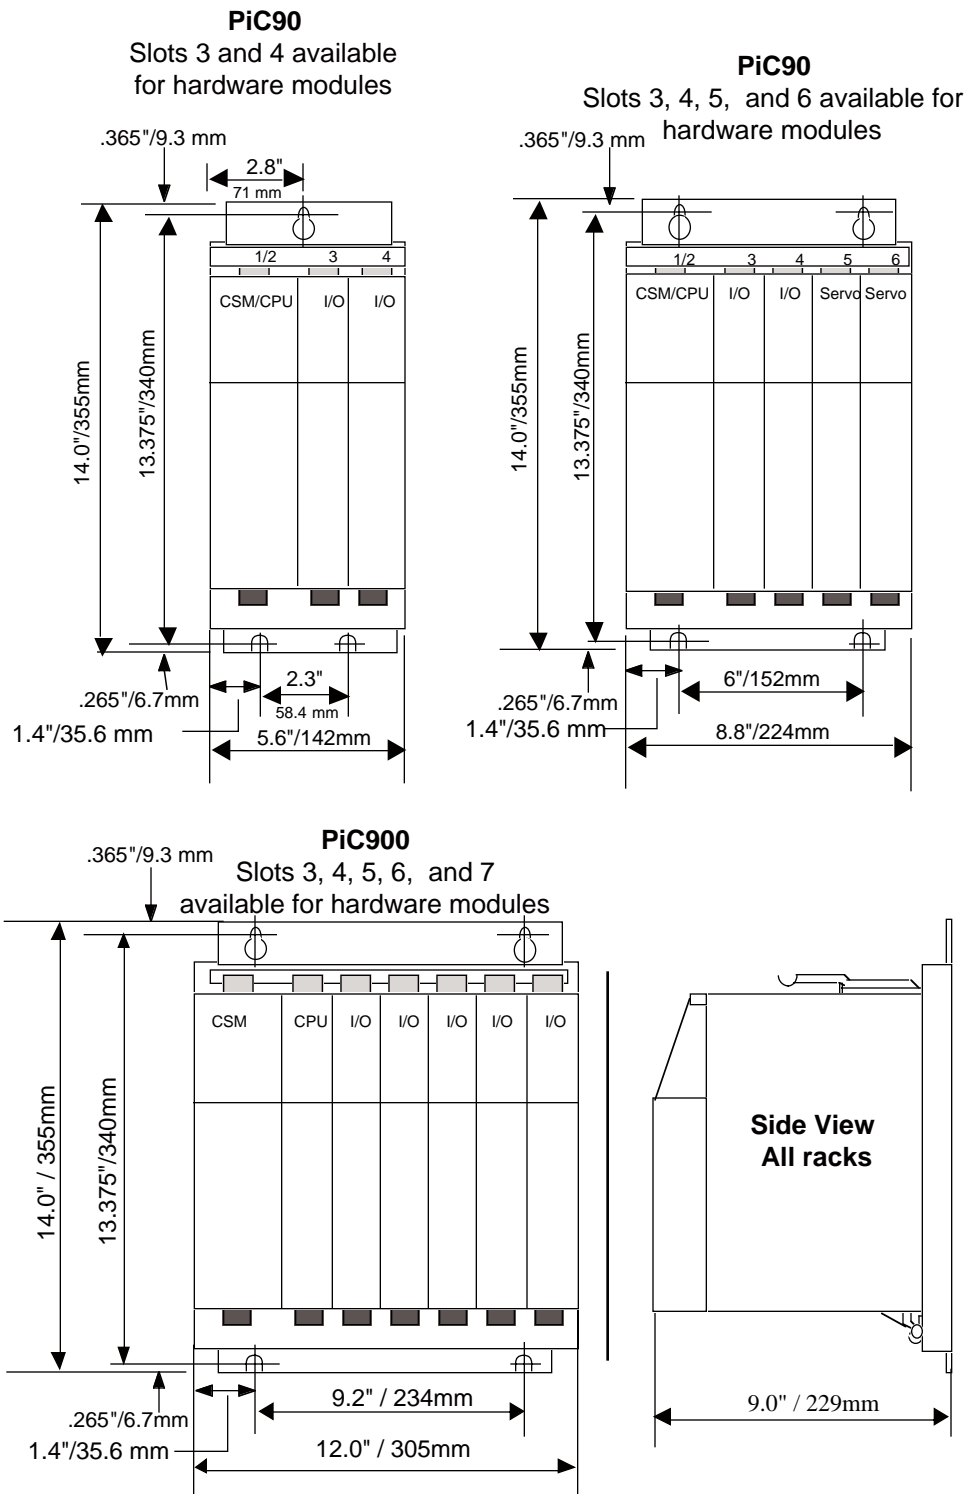 PiC90
Slots 3 and 4 available
for hardware modules
.365"/9.3 mm
2.8"
71 mm
14.0"/355mm
13.375"/340mm
1/2 3 4
CSM/CPU I/O I/O
.265"/6.7mm
2.3"
58.4 mm
1.4"/35.6 mm
5.6"/142mm
PiC90
Slots 3, 4, 5, and 6 available for
hardware modules
.365"/9.3 mm
14.0"/355mm
13.375"/340mm
1/2 3 4 5 6
CSM/CPU I/O I/O Servo Servo
.265"/6.7mm
6"/152mm
1.4"/35.6 mm
8.8"/224mm
PiC900
.365"/9.3 mm
Slots 3, 4, 5, 6, and 7
available for hardware modules
14.0" / 355mm
13.375"/340mm
CSM CPU I/O I/O I/O I/O I/O
.265"/6.7mm
9.2" / 234mm
1.4"/35.6 mm
12.0" / 305mm
Side View
All racks
9.0" / 229mm